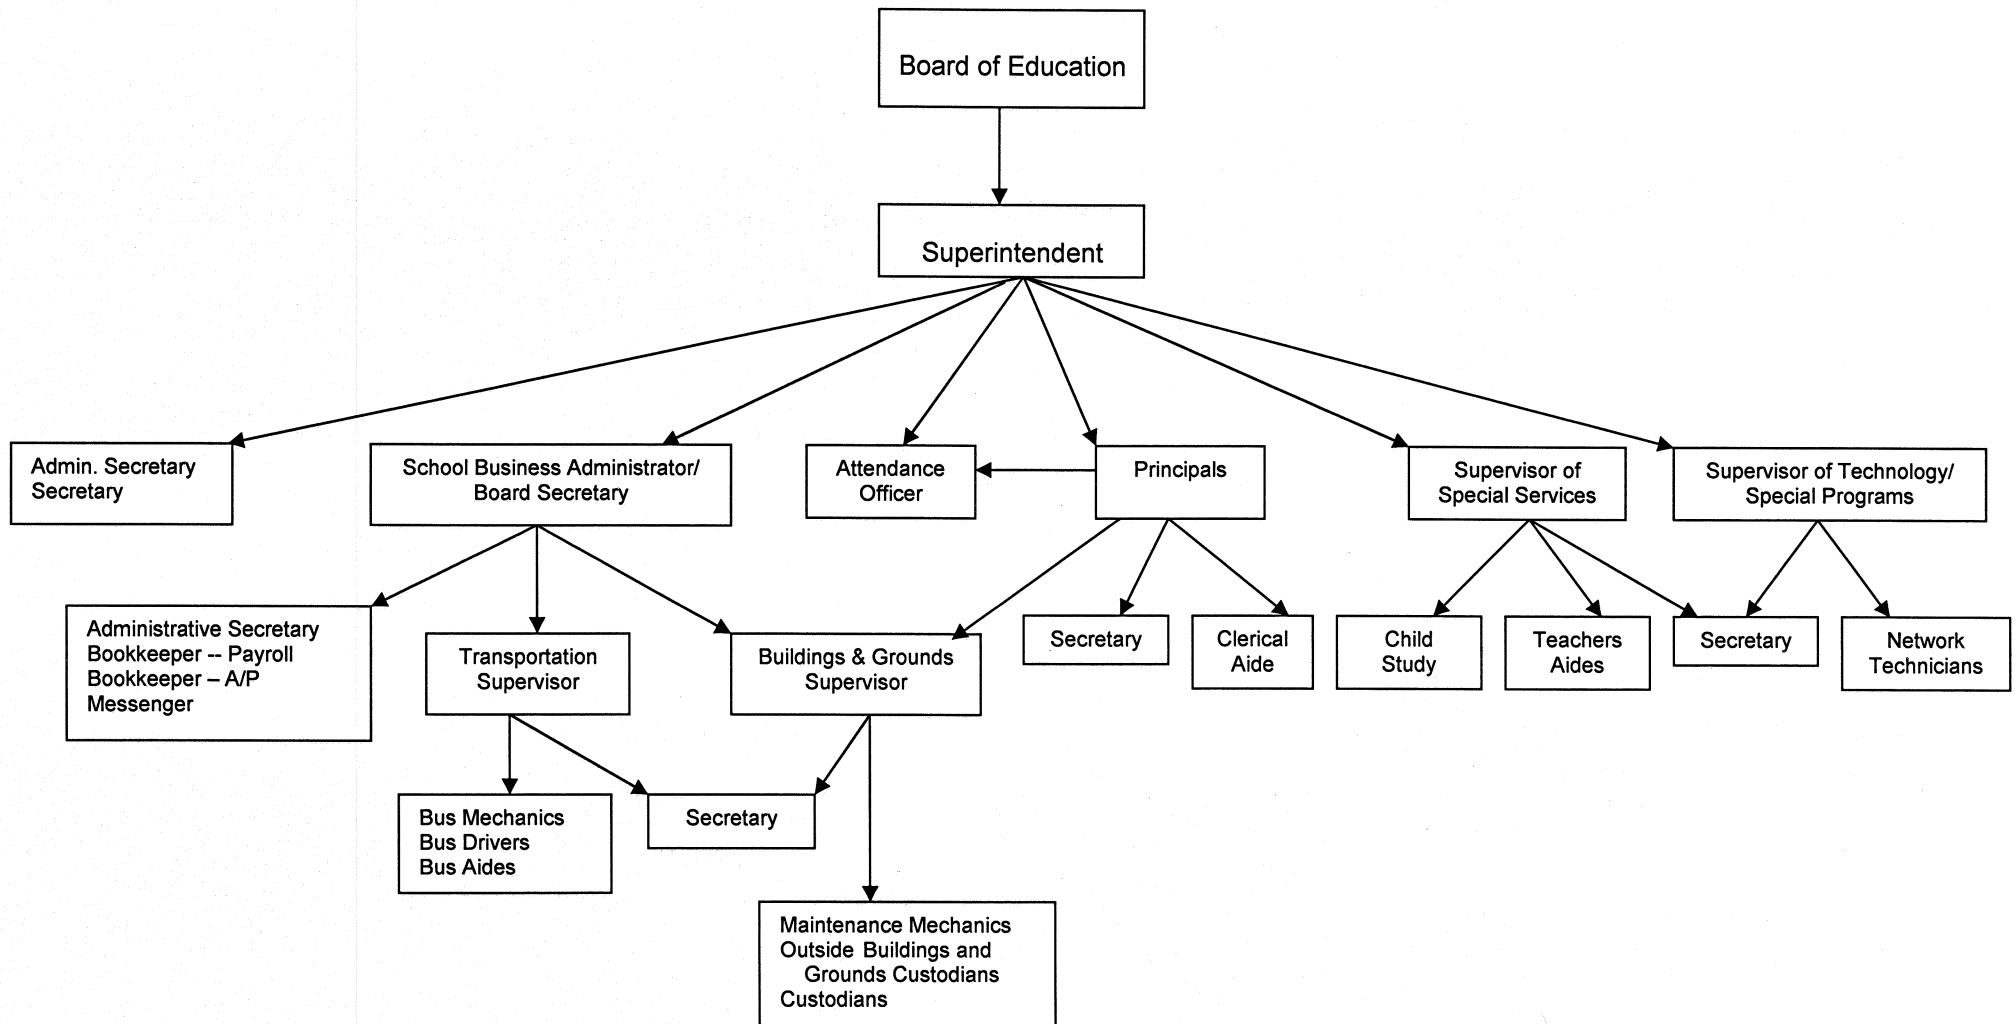 Board of Education
Superintendent
Admin. Secretary
Secretary
School Business Administrator/
Board Secretary
Attendance
Officer
Principals
Supervisor of
Special Services
Supervisor of Technology/
Special Programs
Administrative Secretary
Bookkeeper -- Payroll
Bookkeeper – A/P
Messenger
Transportation
Supervisor
Buildings & Grounds
Supervisor
Secretary
Clerical
Aide
Child
Study
Teachers
Aides
Secretary
Network
Technicians
Bus Mechanics
Bus Drivers
Bus Aides
Secretary
Maintenance Mechanics
Outside Buildings and
Grounds Custodians
Custodians